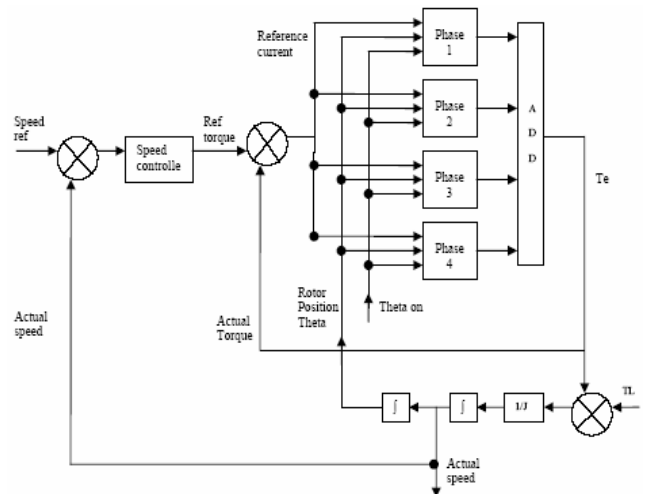 Reference
current
Phase
1
Speed
ref
Ref
torque
Phase
2
A
D
D
Speed
controlle
Te
Phase
3
Phase
4
Rotor
Position
Theta
Theta on
Actual
speed
Actual
Torque
TL
∫
∫
1/J
Actual
speed